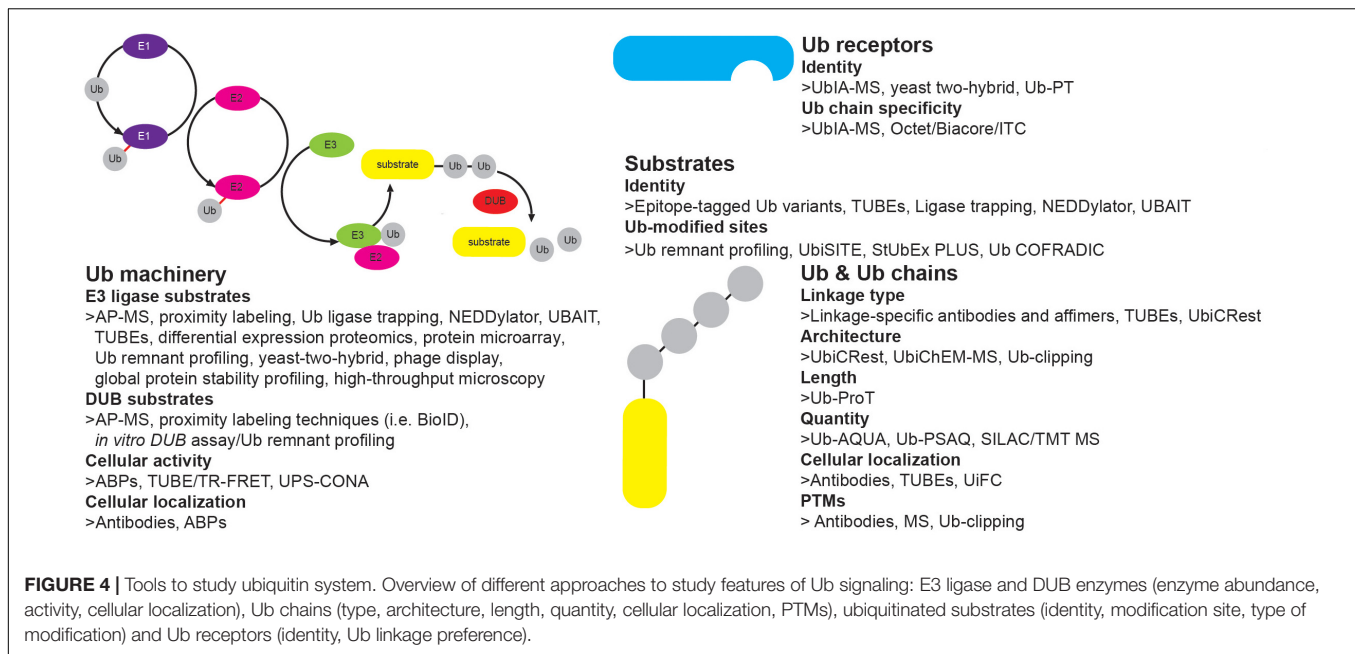 E1
Ub
E1
Ub
E2
E2
Ub
E3
E3
Ub
E2
substrate
Ub
Ub
DUB
substrate
Ub
Ub
Ub machinery
E3 ligase substrates
>AP-MS, proximity labeling, Ub ligase trapping, NEDDylator, UBAIT,
TUBEs, differential expression proteomics, protein microarray,
Ub remnant profiling, yeast-two-hybrid, phage display,
global protein stability profiling, high-throughput microscopy
DUB substrates
>AP-MS, proximity labeling techniques (i.e. BioID),
in vitro DUB assay/Ub remnant profiling
Cellular activity
>ABPs, TUBE/TR-FRET, UPS-CONA
Cellular localization
>Antibodies, ABPs
Ub receptors
Identity
>UbIA-MS, yeast two-hybrid, Ub-PT
Ub chain specificity
>UbIA-MS, Octet/Biacore/ITC
Substrates
Identity
>Epitope-tagged Ub variants, TUBEs, Ligase trapping, NEDDylator, UBAIT
Ub-modified sites
>Ub remnant profiling, UbiSITE, StUbEx PLUS, Ub COFRADIC
Ub & Ub chains
Linkage type
>Linkage-specific antibodies and affimers, TUBEs, UbiCRest
Architecture
>UbiCRest, UbiChEM-MS, Ub-clipping
Length
>Ub-ProT
Quantity
>Ub-AQUA, Ub-PSAQ, SILAC/TMT MS
Cellular localization
>Antibodies, TUBEs, UiFC
PTMs
> Antibodies, MS, Ub-clipping
FIGURE 4 | Tools to study ubiquitin system. Overview of different approaches to study features of Ub signaling: E3 ligase and DUB enzymes (enzyme abundance,
activity, cellular localization), Ub chains (type, architecture, length, quantity, cellular localization, PTMs), ubiquitinated substrates (identity, modification site, type of
modification) and Ub receptors (identity, Ub linkage preference).